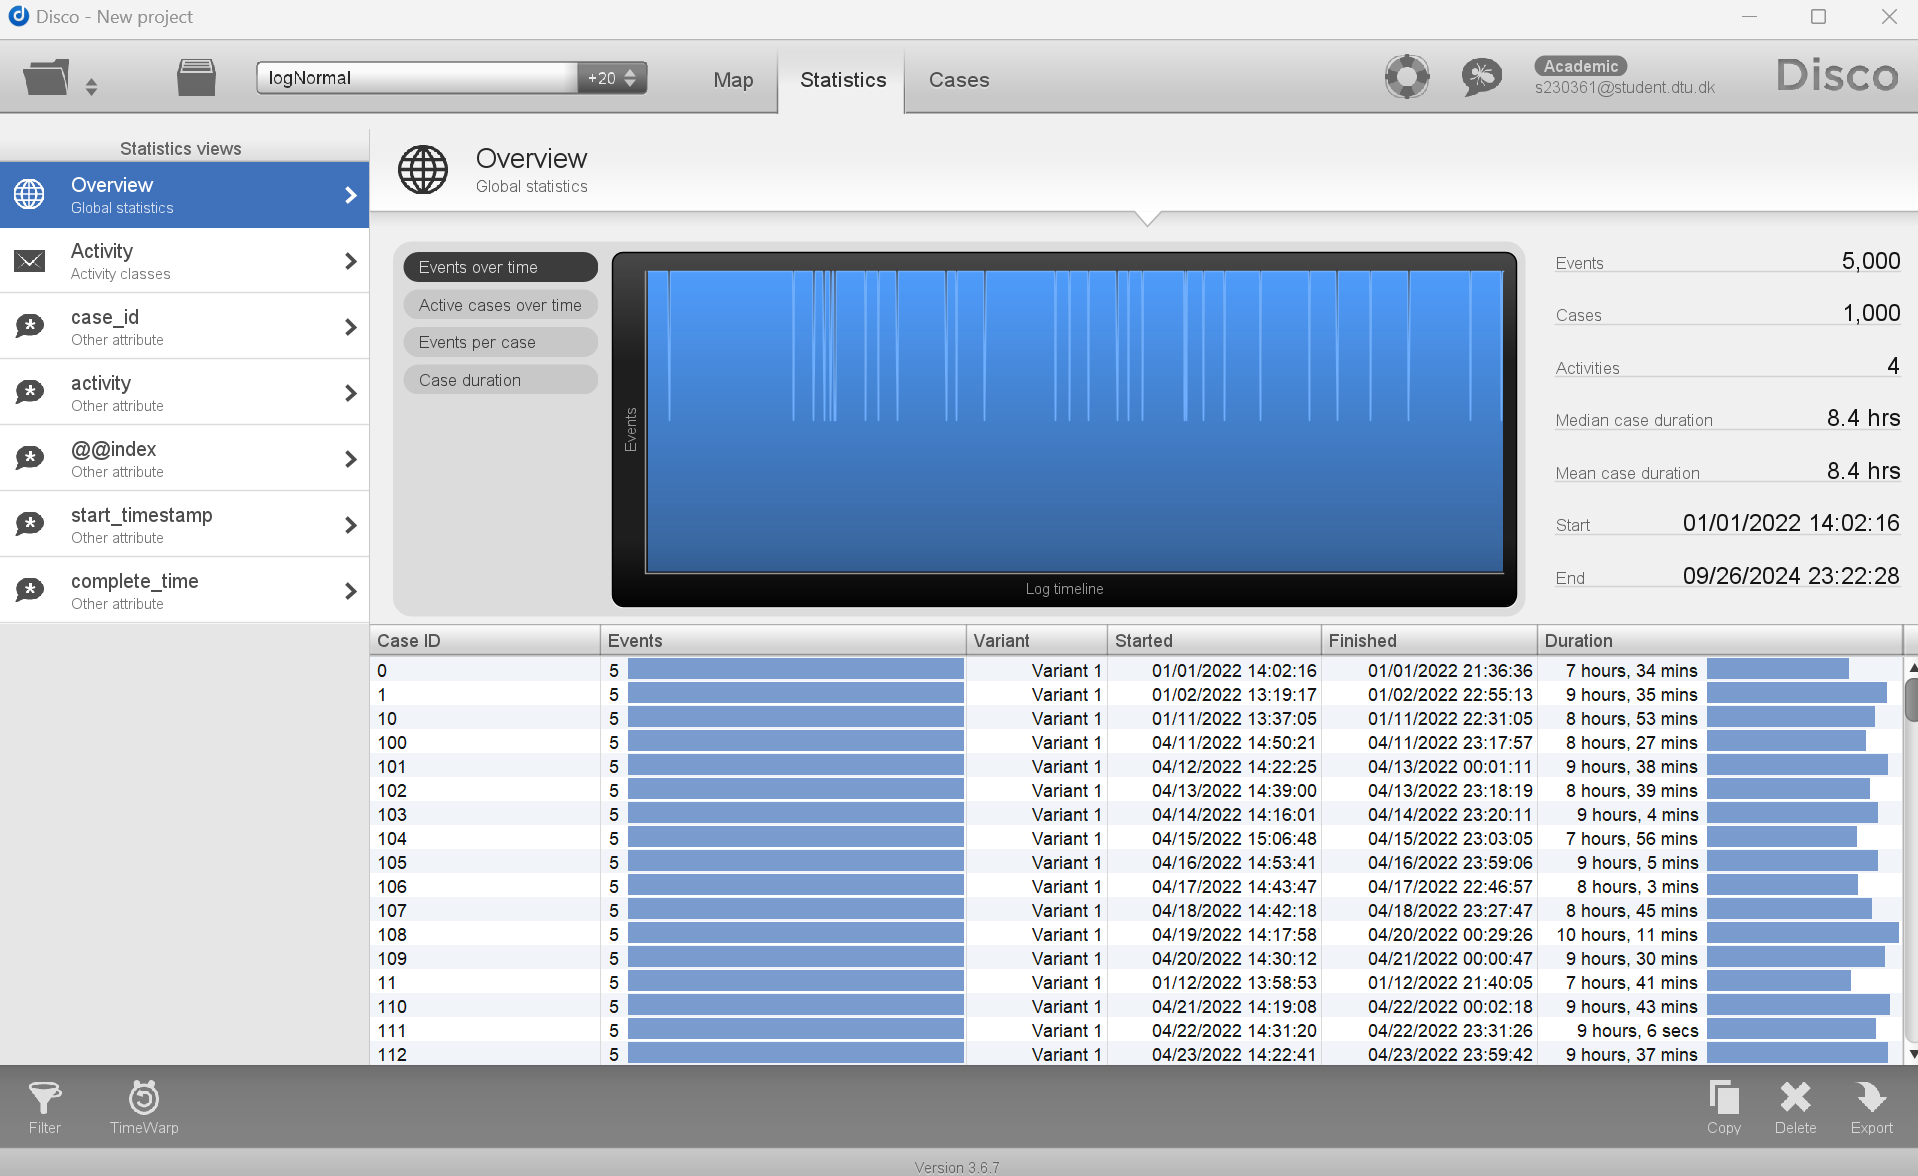 Disco - New project
logNormal +20 Map Statistics Cases Academic s230361@student.dtu.dk Disco
Statistics views
Overview
Global statistics
Activity
Activity classes
case_id
Other attribute
activity
Other attribute
@@index
Other attribute
start_timestamp
Other attribute
complete_time
Other attribute
Overview
Global statistics
Events over time
Active cases over time
Events per case
Case duration
Events
Log timeline
Events 5,000
Cases 1,000
Activities 4
Median case duration 8.4 hrs
Mean case duration 8.4 hrs
Start 01/01/2022 14:02:16
End 09/26/2024 23:22:28
Case ID Events Variant Started Finished Duration
0 5 Variant 1 01/01/2022 14:02:16 01/01/2022 21:36:36 7 hours, 34 mins
1 5 Variant 1 01/02/2022 13:19:17 01/02/2022 22:55:13 9 hours, 35 mins
10 5 Variant 1 01/11/2022 13:37:05 01/11/2022 22:31:05 8 hours, 53 mins
100 5 Variant 1 04/11/2022 14:50:21 04/11/2022 23:17:57 8 hours, 27 mins
101 5 Variant 1 04/12/2022 14:22:25 04/13/2022 00:01:11 9 hours, 38 mins
102 5 Variant 1 04/13/2022 14:39:00 04/13/2022 23:18:19 8 hours, 39 mins
103 5 Variant 1 04/14/2022 14:16:01 04/14/2022 23:20:11 9 hours, 4 mins
104 5 Variant 1 04/15/2022 15:06:48 04/15/2022 23:03:05 7 hours, 56 mins
105 5 Variant 1 04/16/2022 14:53:41 04/16/2022 23:59:06 9 hours, 5 mins
106 5 Variant 1 04/17/2022 14:43:47 04/17/2022 22:46:57 8 hours, 3 mins
107 5 Variant 1 04/18/2022 14:42:18 04/18/2022 23:27:47 8 hours, 45 mins
108 5 Variant 1 04/19/2022 14:17:58 04/20/2022 00:29:26 10 hours, 11 mins
109 5 Variant 1 04/20/2022 14:30:12 04/21/2022 00:00:47 9 hours, 30 mins
11 5 Variant 1 01/12/2022 13:58:53 01/12/2022 21:40:05 7 hours, 41 mins
110 5 Variant 1 04/21/2022 14:19:08 04/22/2022 00:02:18 9 hours, 43 mins
111 5 Variant 1 04/22/2022 14:31:20 04/22/2022 23:31:26 9 hours, 6 secs
112 5 Variant 1 04/23/2022 14:22:41 04/23/2022 23:59:42 9 hours, 37 mins
Filter TimeWarp Copy Delete Export
Version 3.6.7